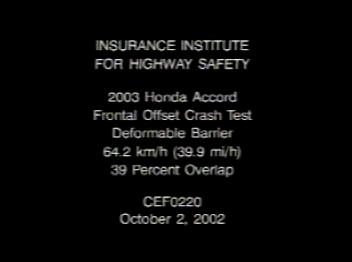 INSURANCE INSTITUTE
FOR HIGHWAY SAFETY
2003 Honda Accord
Frontal Offset Crash Test
Deformable Barrier
64.2 km/h (39.9 mi/h)
39 Percent Overlap
CEF0220
October 2, 2002